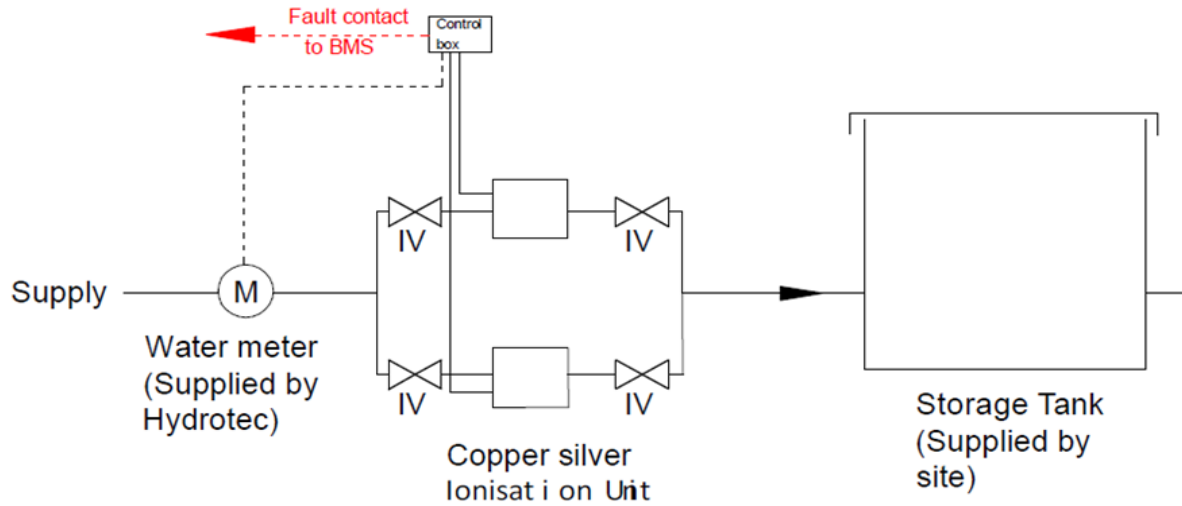 Fault contact
to BMS
Control
box
IV
IV
Supply
M
Water meter
(Supplied by
Hydrotec)
IV
IV
Copper silver
Ionisat i on Unit
Storage Tank
(Supplied by
site)